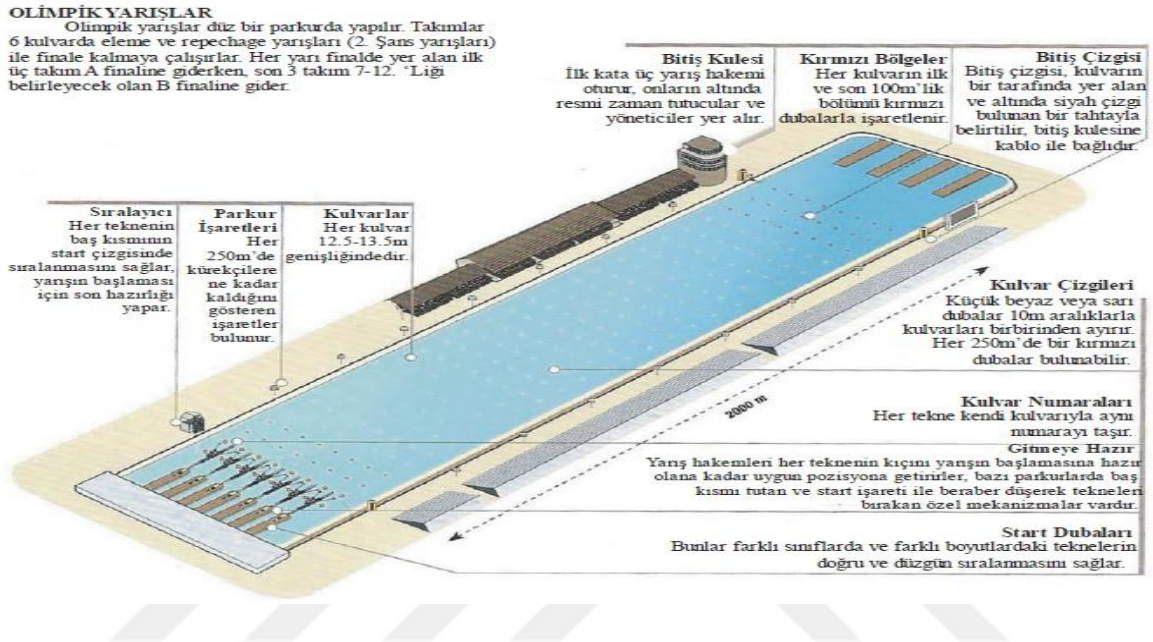 OLİMPİK YARIŞLAR
Olimpik yarışlar düz bir parkurda yapılır. Takımlar
6 kulvarda eleme ve repechage yarışları (2. Şans yarışları)
ile finale kalmaya çalışırlar. Her yarı finalde yer alan ilk
üç takım A finaline giderken, son 3 takım 7-12. ‘Liği
belirleyecek olan B finaline gider.
Bitiş Kulesi
İlk kata üç yarış hakemi
oturur, onların altında
resmi zaman tutucular ve
yöneticiler yer alır.
Kırmızı Bölgeler
Her kulvarın ilk
ve son 100m’lik
bölümü kırmızı
dubalarla işaretlenir.
Bitiş Çizgisi
Bitiş çizgisi, kulvarın
bir tarafında yer alan
ve altında siyah çizgi
bulunan bir tahtayla
belirtilir, bitiş kulesine
kablo ile bağlıdır.
Sıralayıcı
Her teknenin
baş kısmının
start çizgisinde
sıralanmasını sağlar,
yarışın başlaması
için son hazırlığı
yapar.
Parkur
İşaretleri
Her
250m’de
kürekçilere
ne kadar
kaldığını
gösteren
işaretler
bulunur.
Kulvarlar
Her kulvar
12.5-13.5m
genişliğindedir.
Kulvar Çizgileri
Küçük beyaz veya sarı
dubalar 10m aralıklarla
kulvarları birbirinden ayırır.
Her 250m’de bir kırmızı
dubalar bulunabilir.
2000 m
Kulvar Numaraları
Her tekne kendi kulvarıyla aynı
numarayı taşır.
Gitmeye Hazır
Yarış hakemleri her teknenin kıçını yarışın başlamasına hazır
olana kadar uygun pozisyona getirirler, bazı parkurlarda baş
kısmı tutan ve start işareti ile beraber düşerek tekneleri
bırakan özel mekanizmalar vardır.
Start Dubaları
Bunlar farklı sınıflarda ve farklı boyutlardaki teknelerin
doğru ve düzgün sıralanmasını sağlar.